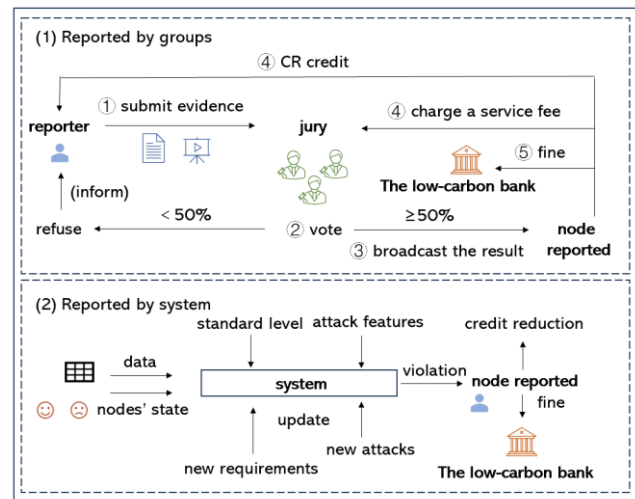 (1) Reported by groups
④ CR credit
① submit evidence
④ charge a service fee
reporter
jury
⑤ fine
The low-carbon bank
(inform)
< 50%
≥50%
refuse
② vote
node
reported
③ broadcast the result
(2) Reported by system
standard level
attack features
credit reduction
data
violation
system
node reported
nodes' state
update
fine
new attacks
new requirements
The low-carbon bank